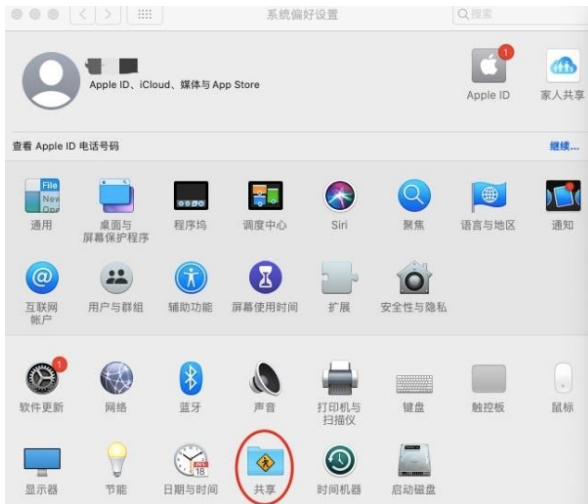 系统偏好设置
搜索
Apple ID、iCloud、媒体与 App Store
1
Apple ID
家人共享
查看 Apple ID 电话号码
继续...
File
New
Ope
通用
桌面与
屏幕保护程序
程序坞
调度中心
Siri
聚焦
语言与地区
通知
互联网
帐户
用户与群组
辅助功能
屏幕使用时间
扩展
安全性与隐私
1
软件更新
网络
蓝牙
声音
打印机与
扫描仪
键盘
触控板
鼠标
显示器
节能
18
日期与时间
共享
时间机器
启动磁盘